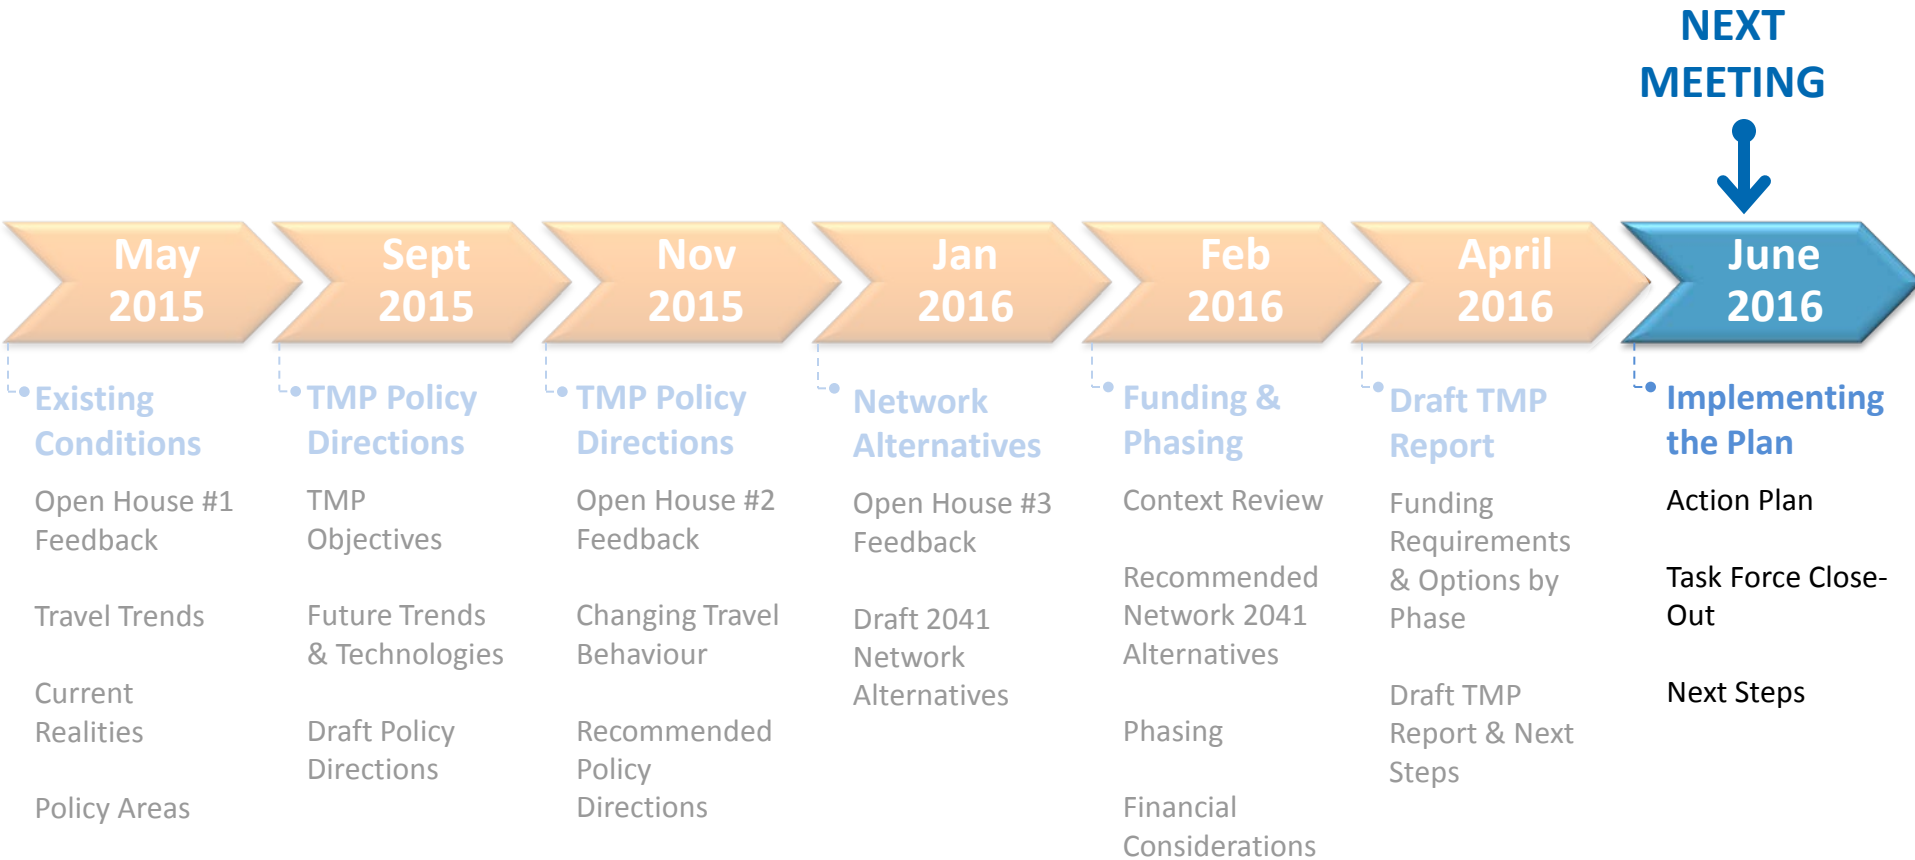 NEXT
MEETING
May
2015
Sept
2015
Nov
2015
Jan
2016
Feb
2016
April
2016
June
2016
Existing
Conditions
Open House #1
Feedback
Travel Trends
Current
Realities
Policy Areas
TMP Policy
Directions
TMP
Objectives
Future Trends
& Technologies
Draft Policy
Directions
TMP Policy
Directions
Open House #2
Feedback
Changing Travel
Behaviour
Recommended
Policy
Directions
Network
Alternatives
Open House #3
Feedback
Draft 2041
Network
Alternatives
Funding &
Phasing
Context Review
Recommended
Network 2041
Alternatives
Phasing
Financial
Considerations
Draft TMP
Report
Funding
Requirements
& Options by
Phase
Draft TMP
Report & Next
Steps
Implementing
the Plan
Action Plan
Task Force Close-
Out
Next Steps